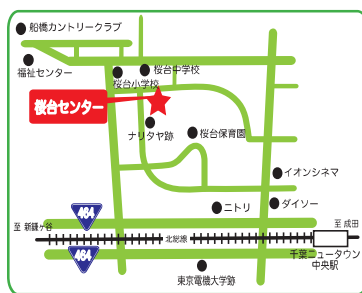 船橋カントリークラブ
福祉センター
桜台小学校
桜台中学校
桜台センター
ナリタヤ跡
桜台保育園
イオンシネマ
ダイソー
ニトリ
464
至 新鎌ヶ谷
北総線
至 成田
464
千葉ニュータウン
中央駅
東京電機大学跡